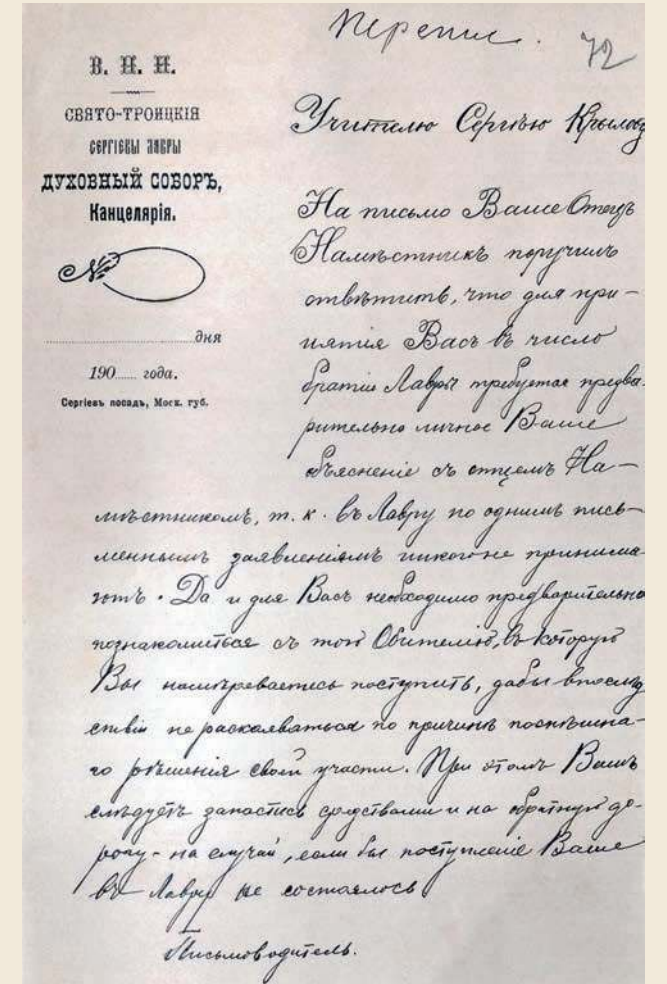 Перепис.
72
В. П. И.
СВЯТО-ТРОИЦКІЯ
СЕРГІЕВЫ ЛАВРЫ
ДУХОВНЫЙ СОБОРЪ,
Канцелярія.
№
дня
190 года.
Сергіевъ посадъ, Моск. губ.
Учителю Сергѣю Крылову
На письмо Ваше Отецъ
Намѣстникъ поручилъ
отвѣтить, что для при-
нятія Васъ въ число
братіи Лавры требуется предва-
рительно личное Ваше
объясненіе съ отцемъ На-
мѣстникомъ, т. к. въ Лавру по однимъ пись-
меннымъ заявленіямъ никого не принима
ютъ. Да и для Васъ необходимо предварительно
познакомиться съ тою Обителію, въ которую
Вы намѣреваетесь поступить, дабы впослѣд
ствіи не раскаяваться по причинѣ поспѣшна-
го рѣшенія своей участи. При этомъ Вамъ
слѣдуетъ запастись средствами и на обратную до-
рогу - на случай, если бы поступленіе Ваше
въ Лавру не состоялось
Письмоводитель.